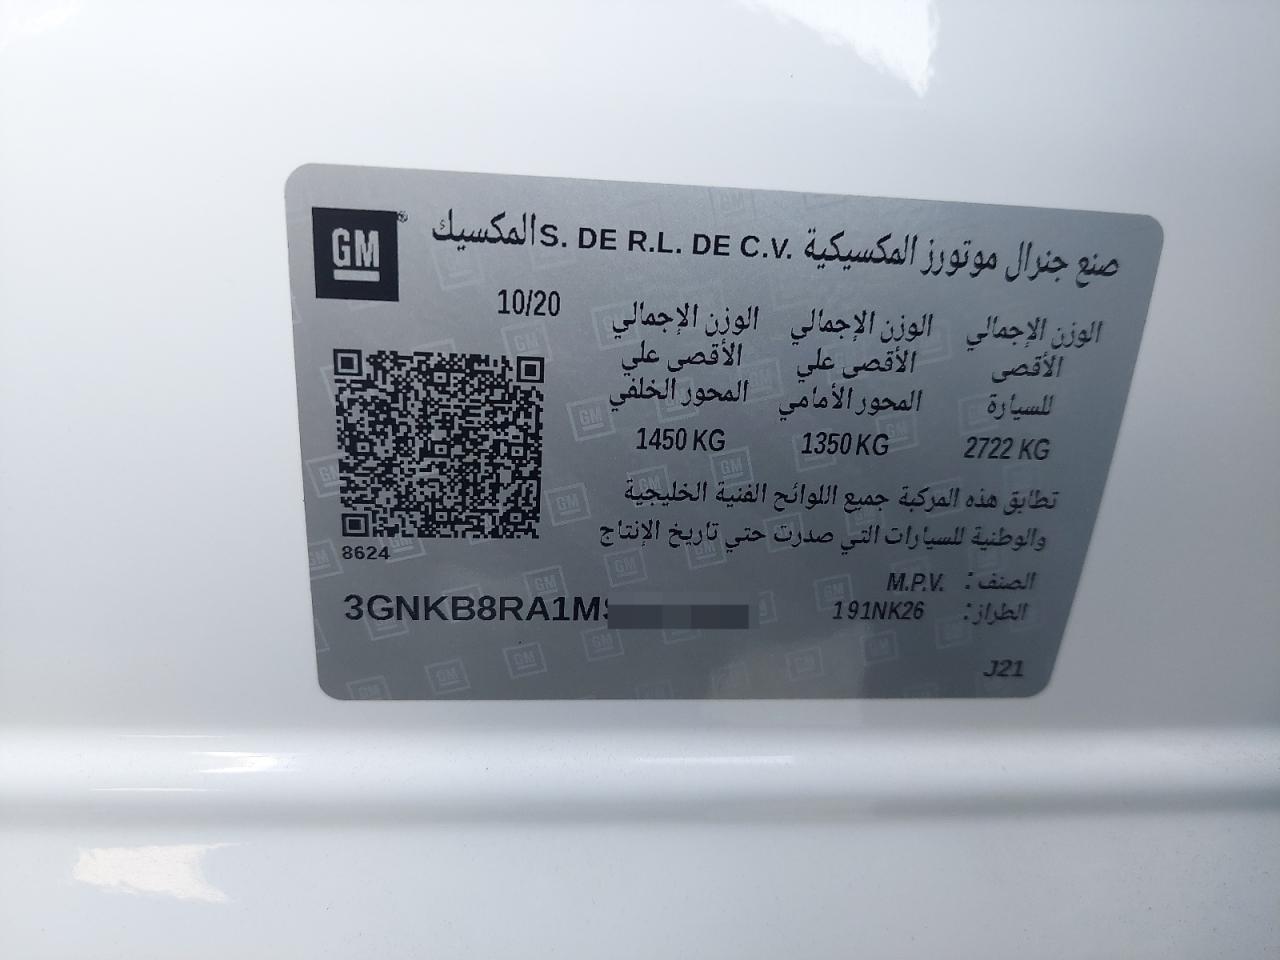 GM
صنع جنرال موتورز المكسيكية S. DE R.L. DE C.V. المكسيك
10/20
الوزن الإجمالي الأقصى للسيارة
2722 KG
الوزن الإجمالي الأقصى علي المحور الأمامي
1350 KG
الوزن الإجمالي الأقصى علي المحور الخلفي
1450 KG
تطابق هذه المركبة جميع اللوائح الفنية الخليجية
والوطنية للسيارات التي صدرت حتي تاريخ الإنتاج
8624
الصنف: M.P.V.
3GNKB8RA1M
الطراز: 191NK26
J21